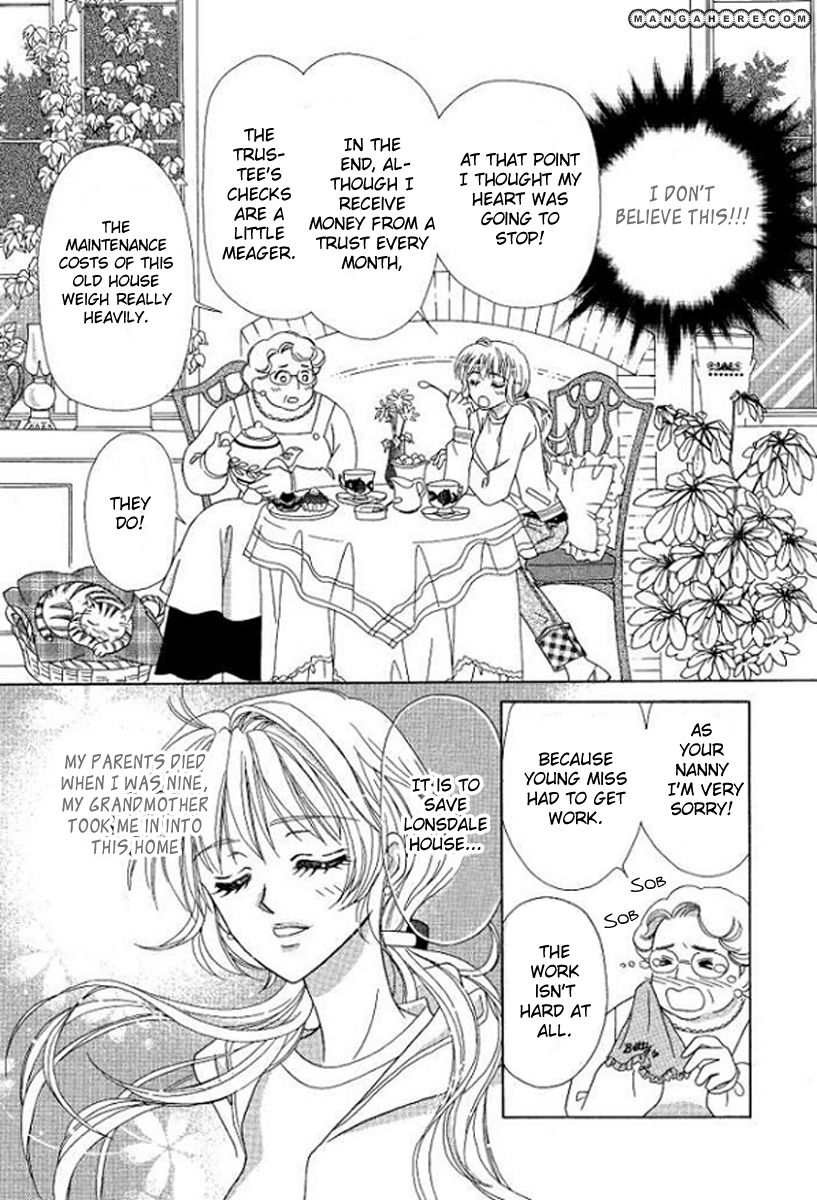 MANGAHERE.COM
I DON'T
BELIEVE THIS!!!
AT THAT POINT
I THOUGHT MY
HEART WAS
GOING TO
STOP!
IN THE
END, AL-
THOUGH I
RECEIVE
MONEY FROM A
TRUST EVERY
MONTH,
THE
TRUS-
TEE'S
CHECKS
ARE A
LITTLE
MEAGER.
THE
MAINTENANCE
COSTS OF THIS
OLD HOUSE
WEIGH REALLY
HEAVILY.
THEY
DO!
AS
YOUR
NANNY
I'M VERY
SORRY!
BECAUSE
YOUNG MISS
HAD TO GET
WORK.
SOB
SOB
THE
WORK
ISN'T
HARD AT
ALL.
Betty
IT IS TO
SAVE
LONSDALE
HOUSE...
MY PARENTS DIED
WHEN I WAS NINE,
MY GRANDMOTHER
TOOK ME IN INTO
THIS HOME